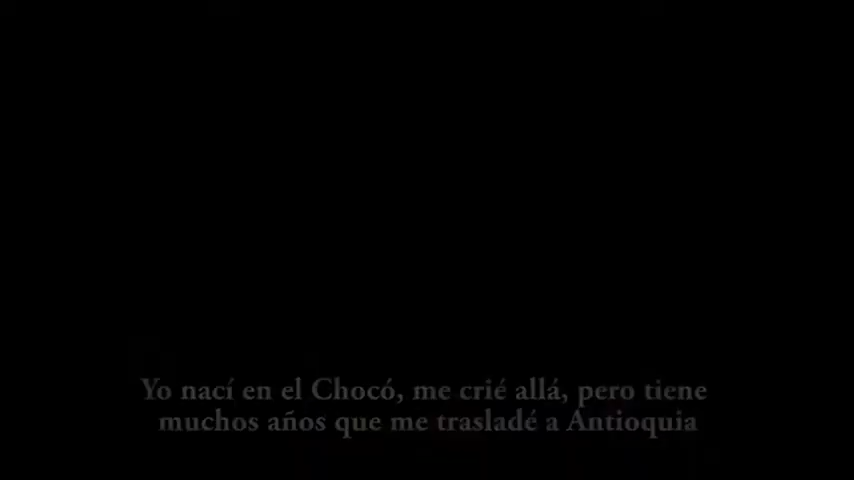 Yo nací en el Chocó, me crié allá, pero tiene
muchos años que me trasladé a Antioquia